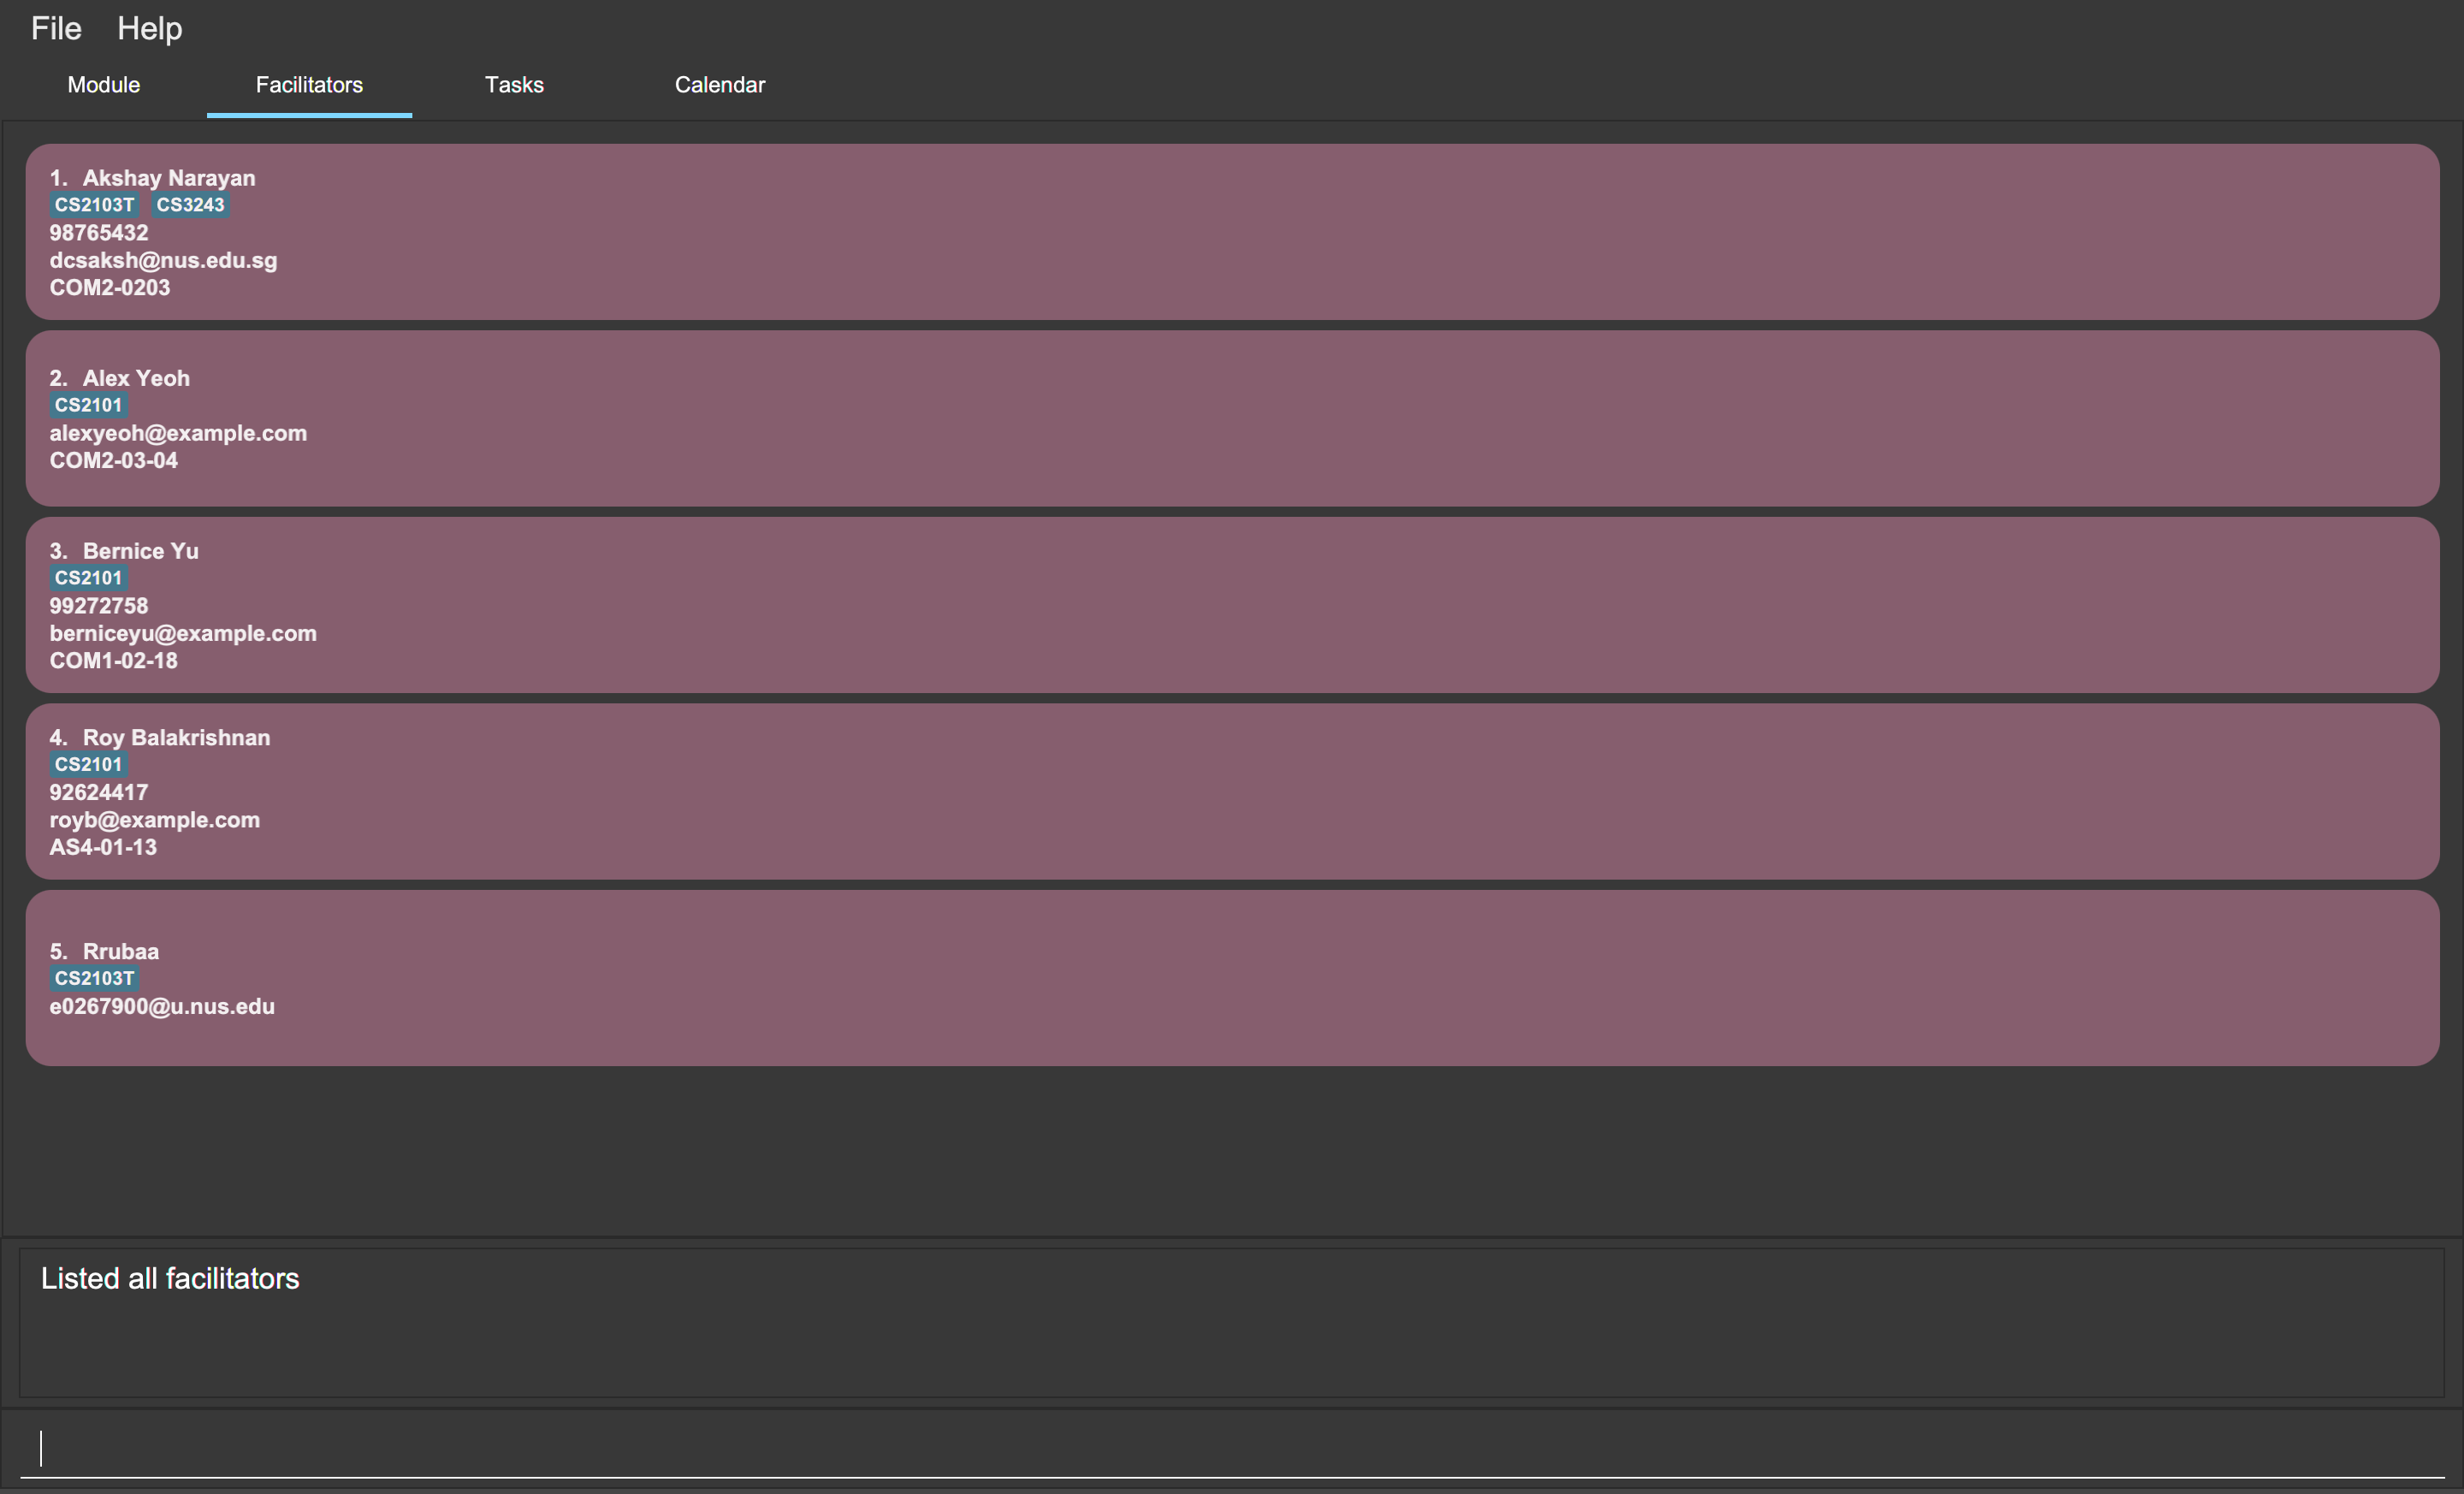 File Help
Module Facilitators Tasks Calendar
1. Akshay Narayan
CS2103T CS3243
98765432
dcsaksh@nus.edu.sg
COM2-0203
2. Alex Yeoh
CS2101
alexyeoh@example.com
COM2-03-04
3. Bernice Yu
CS2101
99272758
berniceyu@example.com
COM1-02-18
4. Roy Balakrishnan
CS2101
92624417
royb@example.com
AS4-01-13
5. Rrubaa
CS2103T
e0267900@u.nus.edu
Listed all facilitators